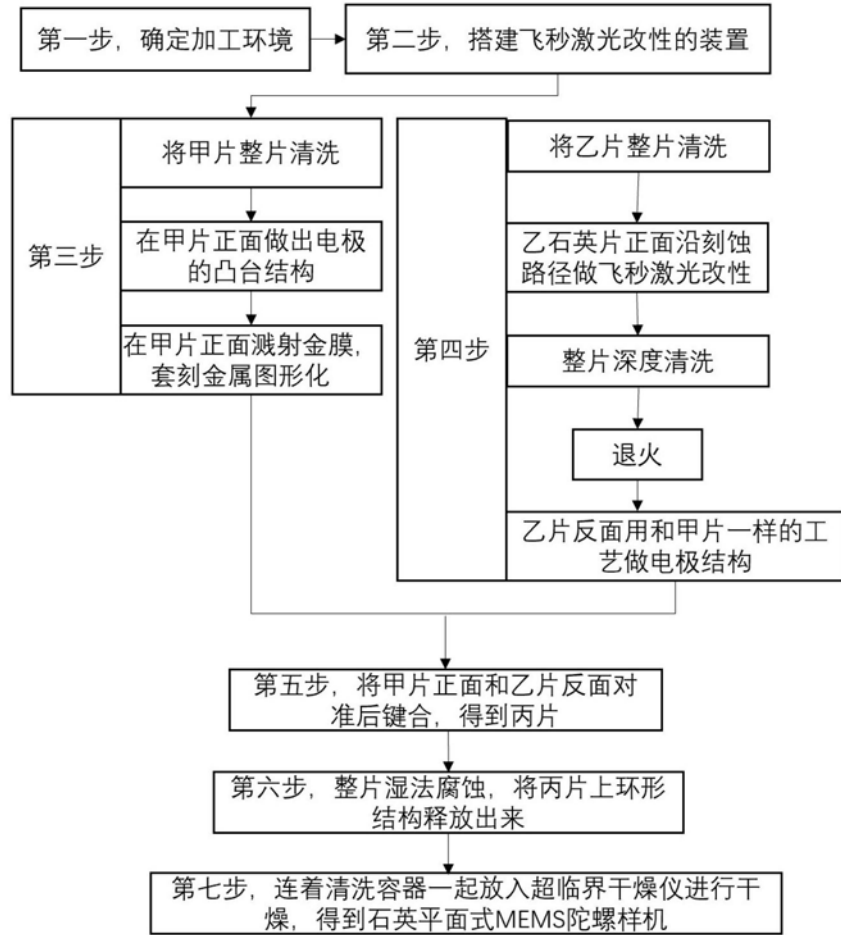 第一步，确定加工环境
第二步，搭建飞秒激光改性的装置
第三步
将甲片整片清洗
在甲片正面做出电极
的凸台结构
在甲片正面溅射金膜，
套刻金属图形化
第四步
将乙片整片清洗
乙石英片正面沿刻蚀
路径做飞秒激光改性
整片深度清洗
退火
乙片反面用和甲片一样的工
艺做电极结构
第五步，将甲片正面和乙片反面对
准后键合，得到丙片
第六步，整片湿法腐蚀，将丙片上环形
结构释放出来
第七步，连着清洗容器一起放入超临界干燥仪进行干
燥，得到石英平面式MEMS陀螺样机